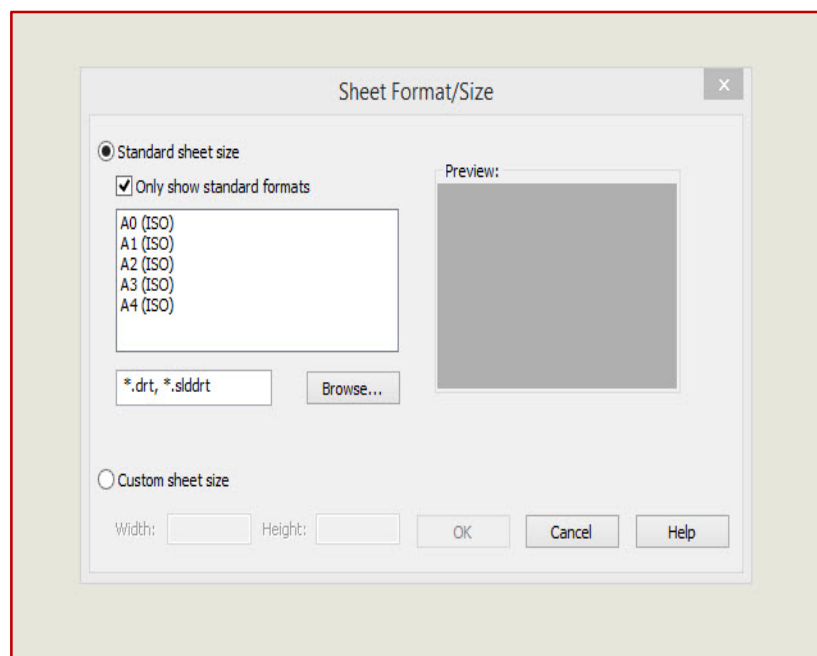 Sheet Format/Size
x
Standard sheet size
Only show standard formats
Preview:
A0 (ISO)
A1 (ISO)
A2 (ISO)
A3 (ISO)
A4 (ISO)
*.drt, *.slddrt
Browse...
Custom sheet size
Width: Height: OK Cancel Help